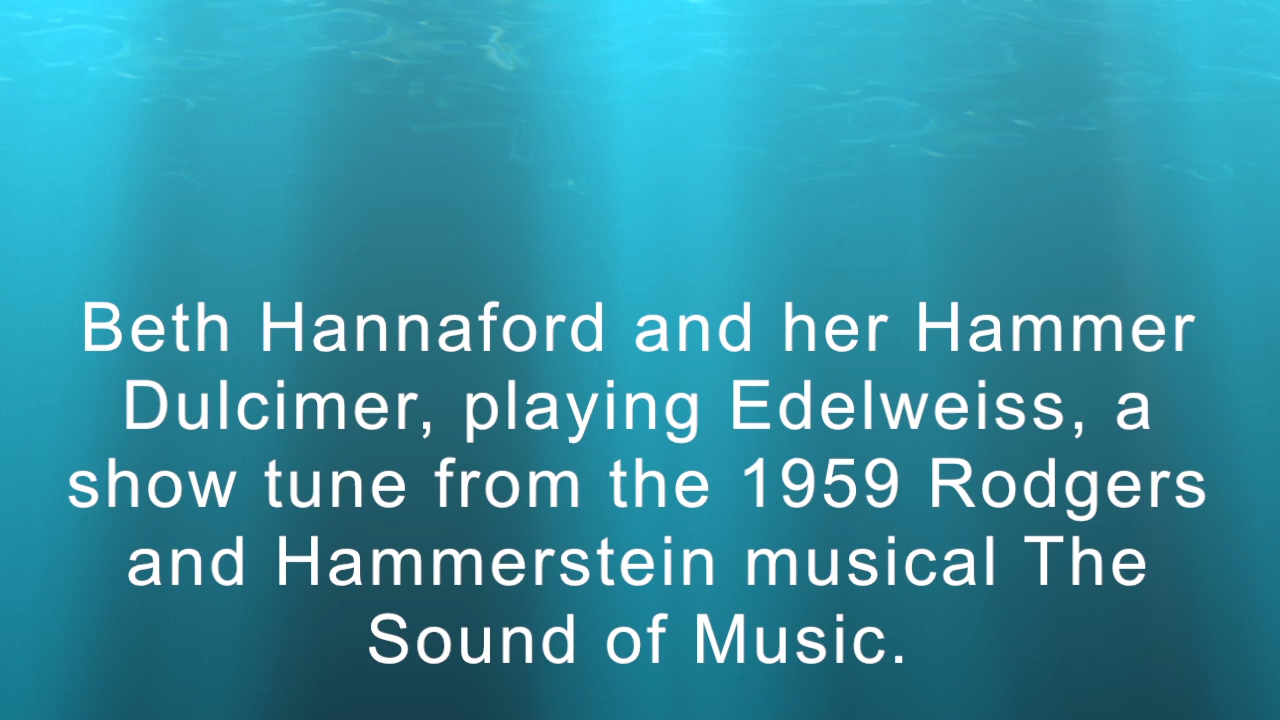 Beth Hannaford and her Hammer
Dulcimer, playing Edelweiss, a
show tune from the 1959 Rodgers
and Hammerstein musical The
Sound of Music.